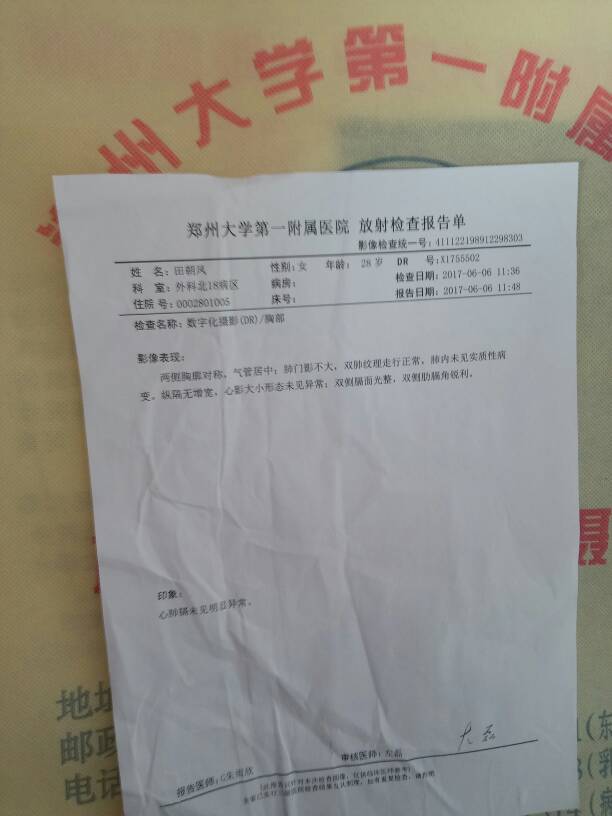 郑州大学第一附属
郑州大学第一附属医院 放射检查报告单
影像检查统一号：411122198912298303
姓 名：田朝凤 性别：女 年龄： 28 岁 DR 号：X1755502
科 室：外科北18病区 病房： 检查日期：2017-06-06 11:36
住院号：0002801005 床号： 报告日期：2017-06-06 11:48
检查名称：数字化摄影(DR)/胸部
影像表现：
两侧胸廓对称，气管居中；肺门影不大，双肺纹理走行正常，肺内未见实质性病
变。纵隔无增宽，心影大小形态未见异常；双侧膈面光整，双侧肋膈角锐利。
印象：
心肺膈未见明显异常。
报告医师： 审核医师：左磊
地址
邮政
电话